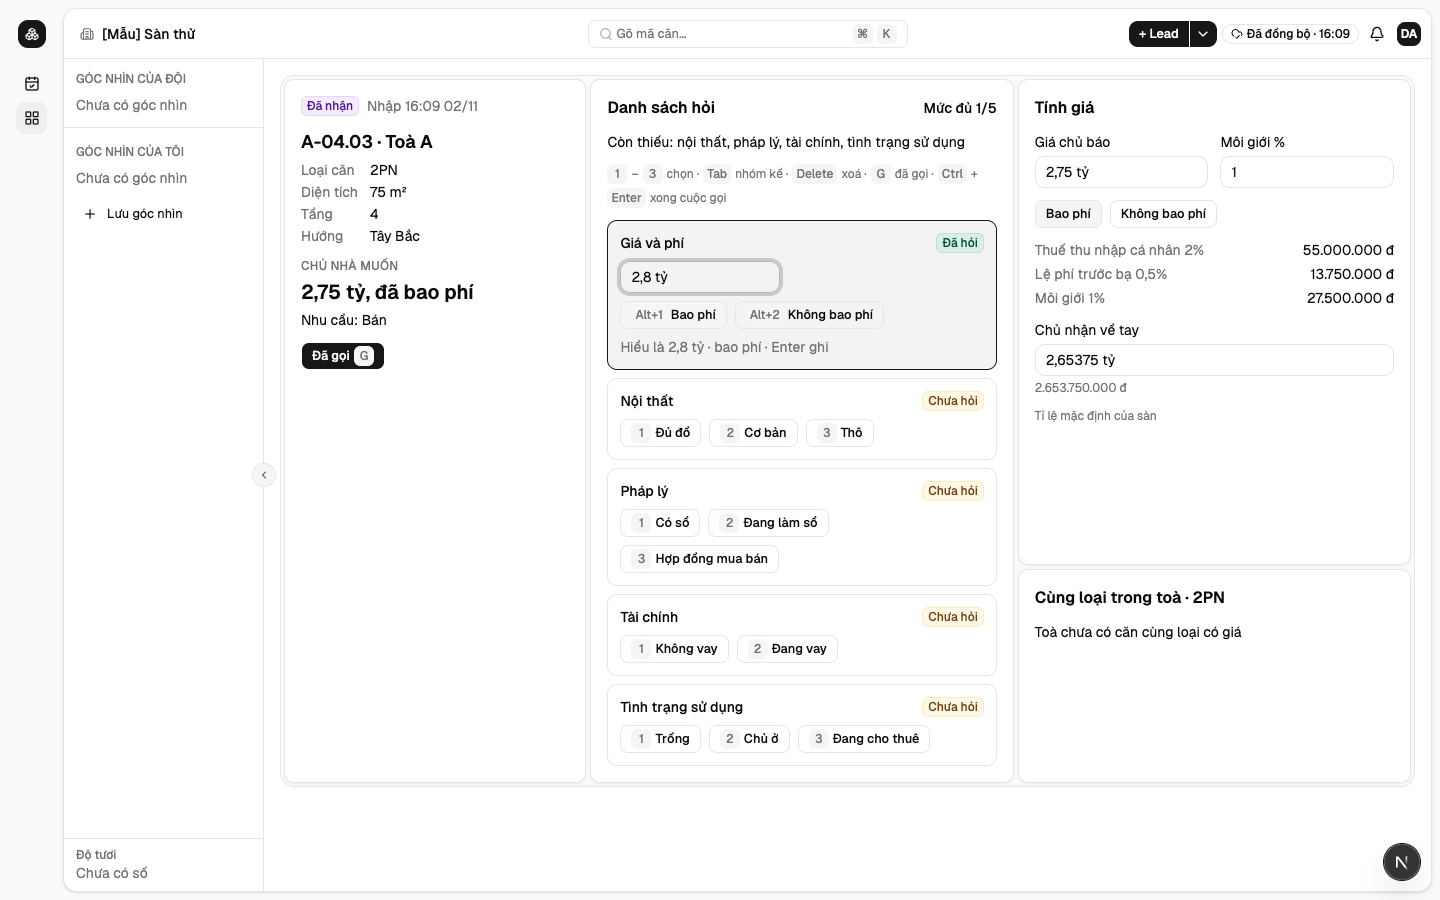 [Mẫu] Sàn thử
Gõ mã căn...
⌘ K
+ Lead
Đã đồng bộ · 16:09
DA
GÓC NHÌN CỦA ĐỘI
Chưa có góc nhìn
GÓC NHÌN CỦA TÔI
Chưa có góc nhìn
+ Lưu góc nhìn
Độ tươi
Chưa có số
Đã nhận Nhập 16:09 02/11
A-04.03 · Toà A
Loại căn 2PN
Diện tích 75 m²
Tầng 4
Hướng Tây Bắc
CHỦ NHÀ MUỐN
2,75 tỷ, đã bao phí
Nhu cầu: Bán
Đã gọi G
Danh sách hỏi Mức đủ 1/5
Còn thiếu: nội thất, pháp lý, tài chính, tình trạng sử dụng
1 – 3 chọn · Tab nhóm kế · Delete xoá · G đã gọi · Ctrl +
Enter xong cuộc gọi
Giá và phí Đã hỏi
2,8 tỷ
Alt+1 Bao phí Alt+2 Không bao phí
Hiểu là 2,8 tỷ · bao phí · Enter ghi
Nội thất Chưa hỏi
1 Đủ đồ 2 Cơ bản 3 Thô
Pháp lý Chưa hỏi
1 Có sổ 2 Đang làm sổ
3 Hợp đồng mua bán
Tài chính Chưa hỏi
1 Không vay 2 Đang vay
Tình trạng sử dụng Chưa hỏi
1 Trống 2 Chủ ở 3 Đang cho thuê
Tính giá
Giá chủ báo Môi giới %
2,75 tỷ 1
Bao phí Không bao phí
Thuế thu nhập cá nhân 2% 55.000.000 đ
Lệ phí trước bạ 0,5% 13.750.000 đ
Môi giới 1% 27.500.000 đ
Chủ nhận về tay
2,65375 tỷ
2.653.750.000 đ
Tỉ lệ mặc định của sàn
Cùng loại trong toà · 2PN
Toà chưa có căn cùng loại có giá
N